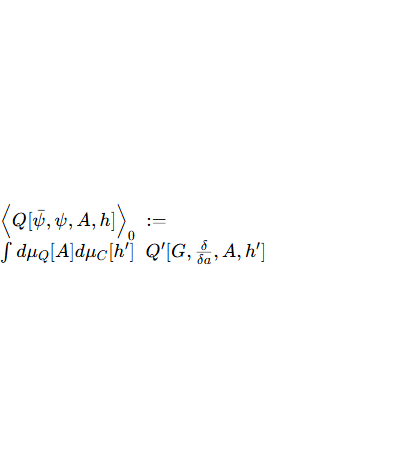 ⟨Q[ψ̄, ψ, A, h]⟩₀ :=
∫ dμ_Q[A]dμ_C[h′] Q′[G, δ/δa, A, h′]